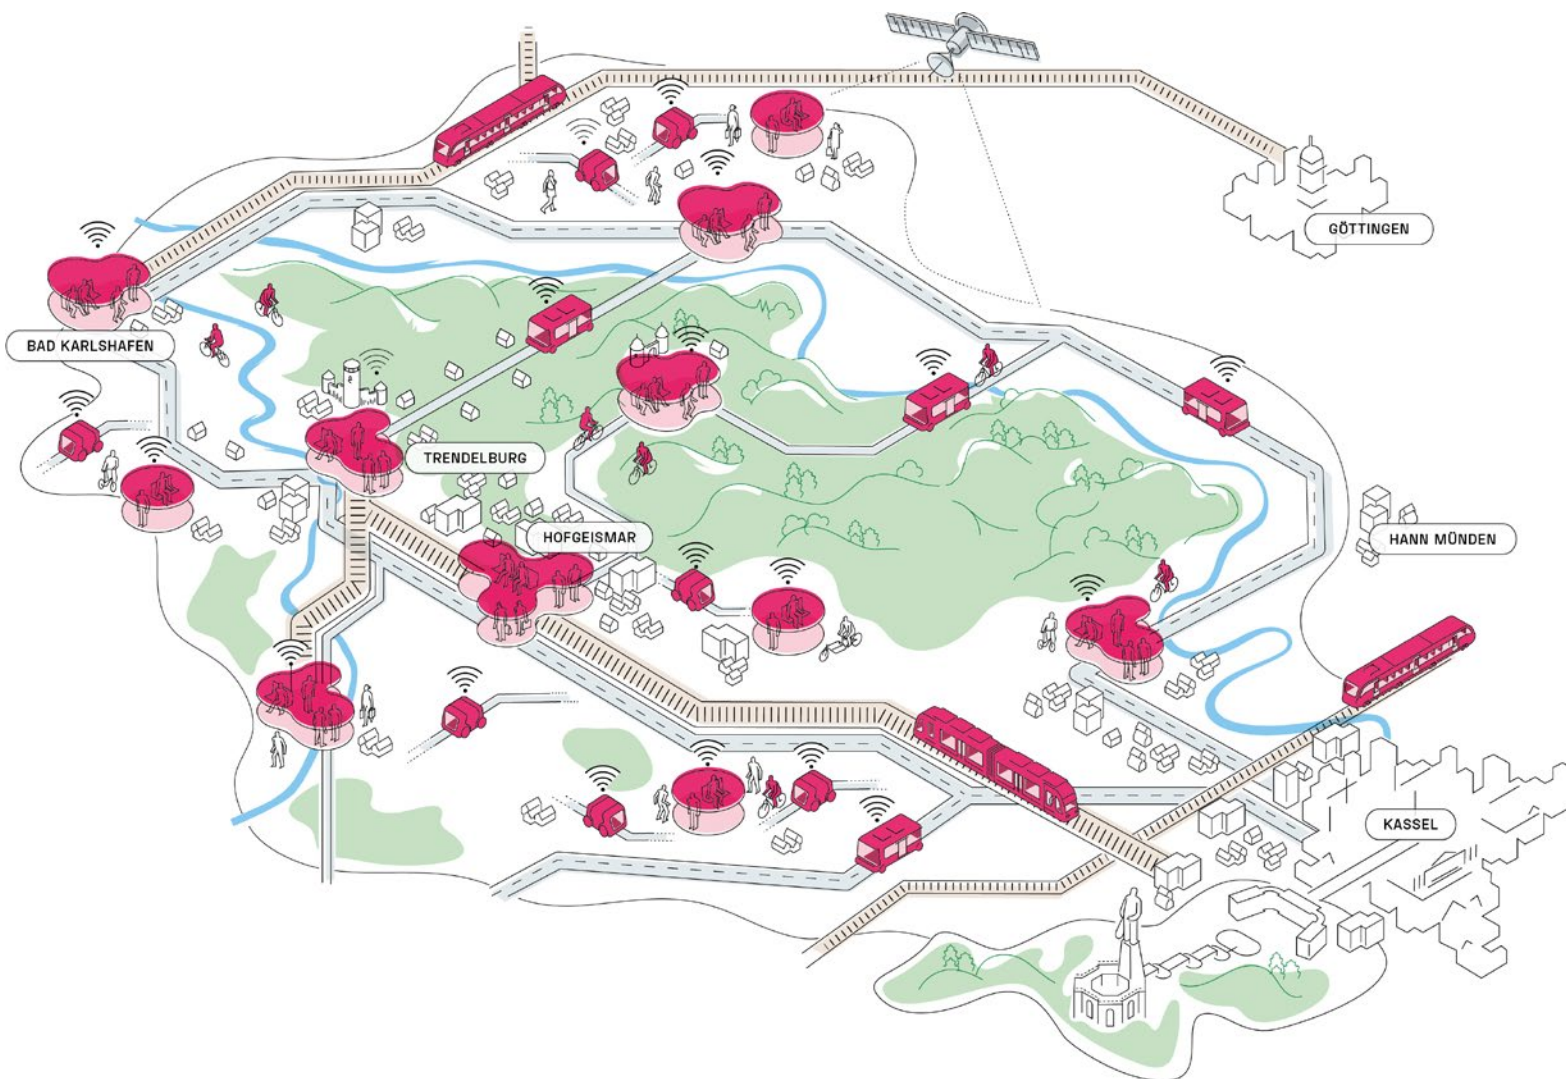 GÖTTINGEN
BAD KARLSHAFEN
TRENDELBURG
HOFGEISMAR
HANN MÜNDEN
KASSEL